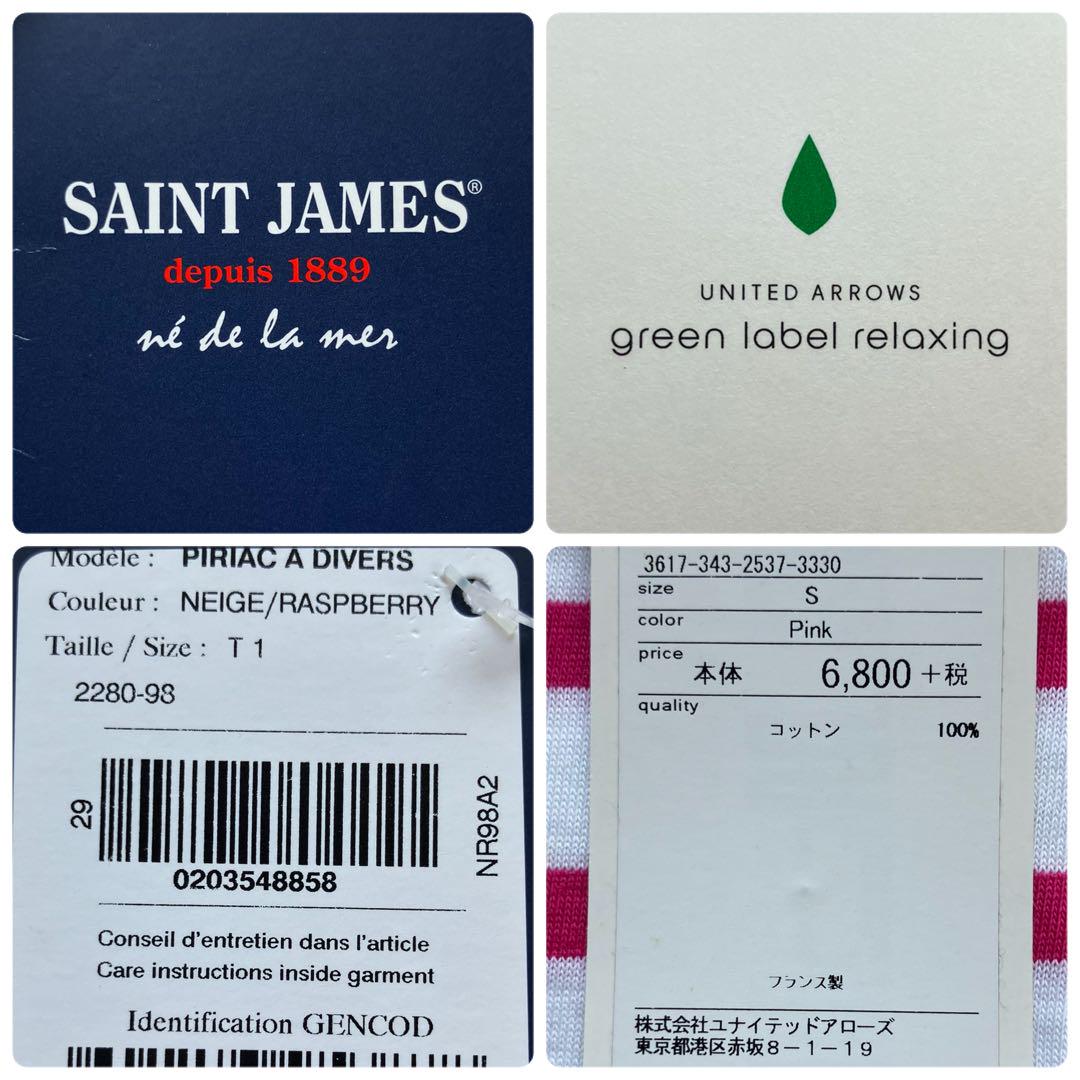 SAINT JAMES®
depuis 1889
né de la mer
UNITED ARROWS
green label relaxing
Modèle : PIRIAC A DIVERS
Couleur : NEIGE/RASPBERRY
Taille / Size : T 1
2280-98
29
NR98A2
0203548858
Conseil d'entretien dans l'article
Care instructions inside garment
Identification GENCOD
3617-343-2537-3330
size S
color Pink
price 本体 6,800 +税
quality
コットン 100%
フランス製
株式会社ユナイテッドアローズ
東京都港区赤坂8-1-19